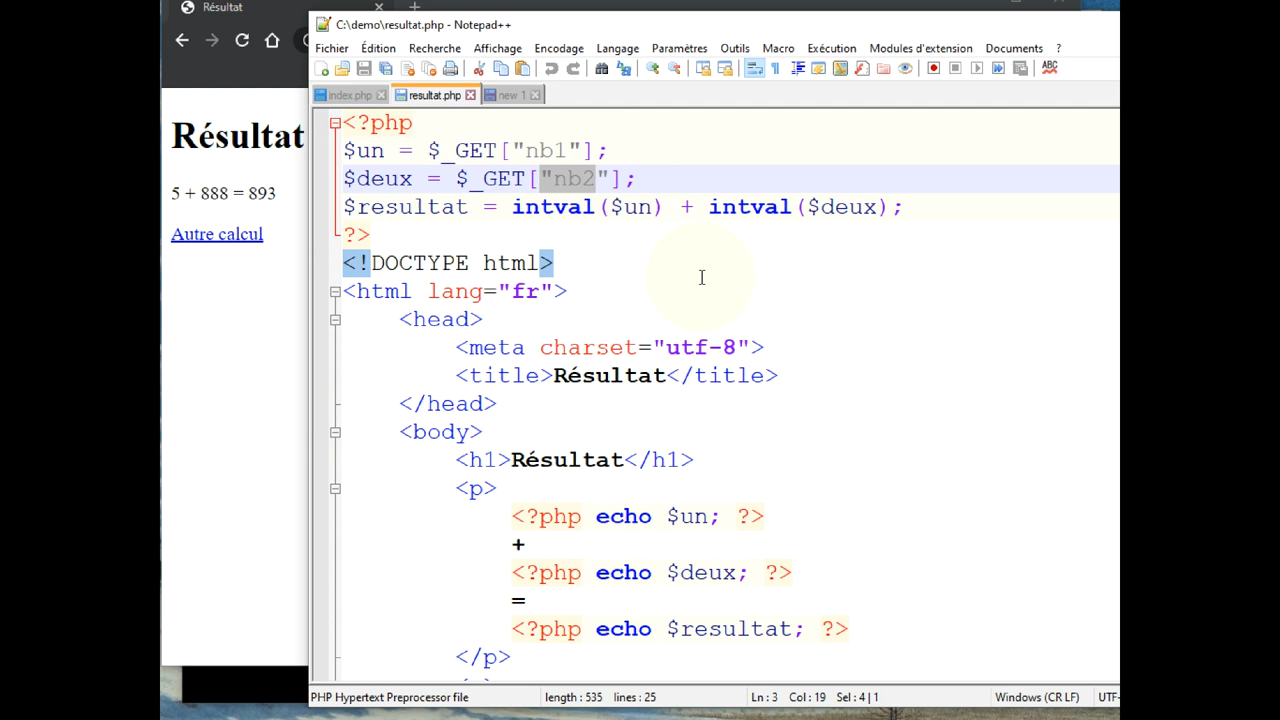 Résultat
C:\demo\resultat.php - Notepad++
Fichier Édition Recherche Affichage Encodage Langage Paramètres Outils Macro Exécution Modules d'extension Documents ?
index.php resultat.php new 1
<?php
$un = $_GET["nb1"];
$deux = $_GET["nb2"];
$resultat = intval($un) + intval($deux);
?>
<!DOCTYPE html>
<html lang="fr">
<head>
<meta charset="utf-8">
<title>Résultat</title>
</head>
<body>
<h1>Résultat</h1>
<p>
<?php echo $un; ?>
+
<?php echo $deux; ?>
=
<?php echo $resultat; ?>
</p>
Résultat
5 + 888 = 893
Autre calcul
PHP Hypertext Preprocessor file length : 535 lines : 25 Ln : 3 Col : 19 Sel : 4 | 1 Windows (CR LF) UTF-